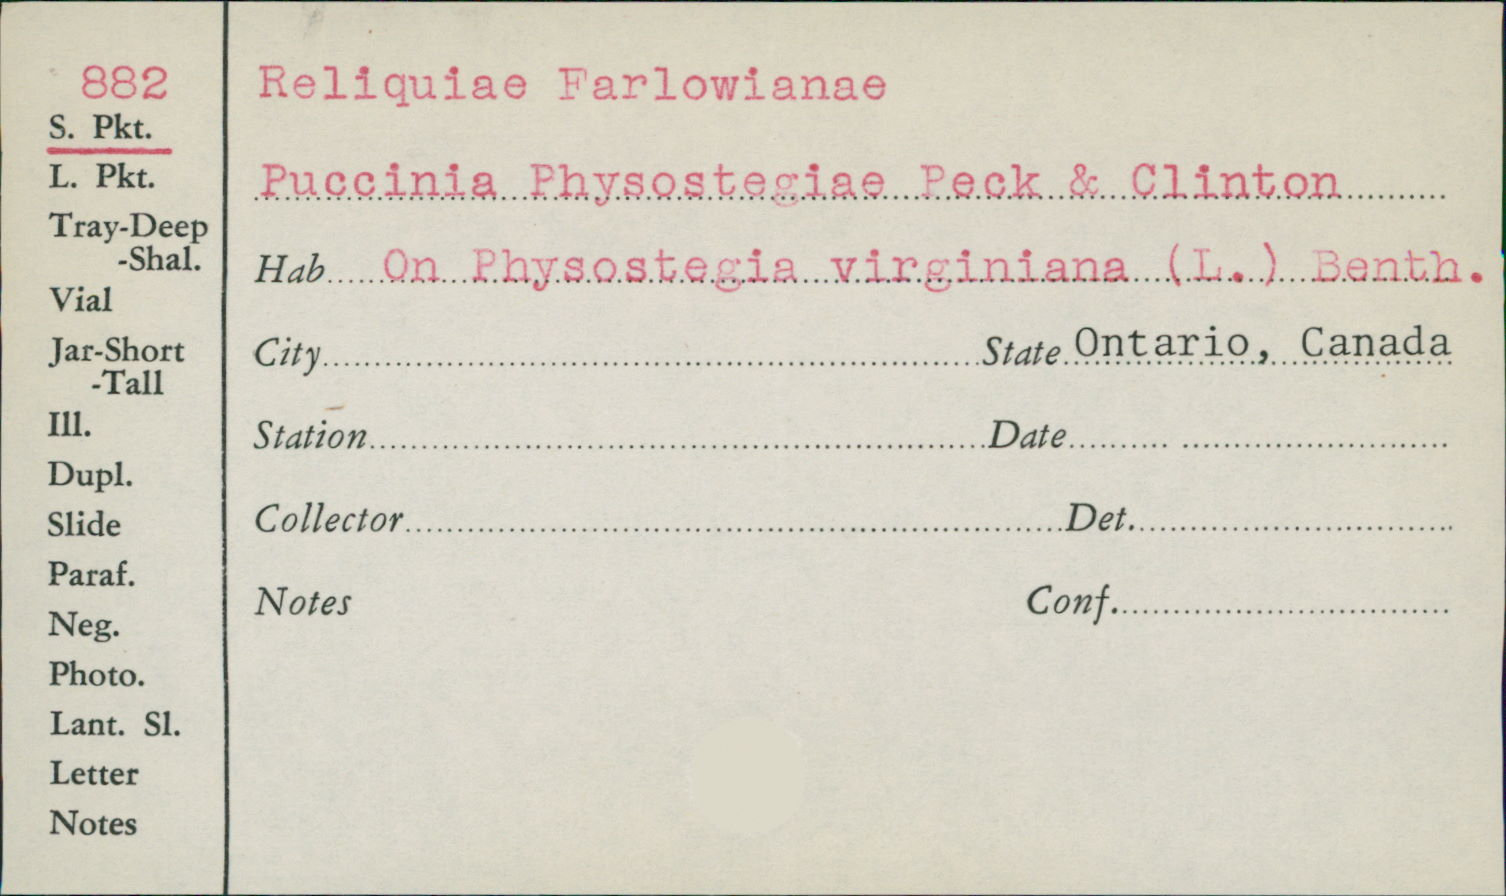 882
S. Pkt.
L. Pkt.
Tray-Deep
-Shal.
Vial
Jar-Short
-Tall
Ill.
Dupl.
Slide
Paraf.
Neg.
Photo.
Lant. Sl.
Letter
Notes
Reliquiae Farlowianae
Puccinia Physostegiae Peck & Clinton
Hab On Physostegia virginiana (L.) Benth.
City State Ontario, Canada
Station Date
Collector Det.
Notes Conf.